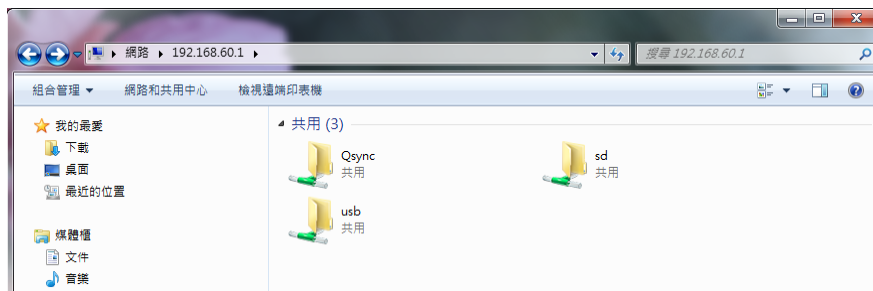 網路 ▸ 192.168.60.1 ▸
搜尋 192.168.60.1
組合管理 網路和共用中心 檢視遠端印表機
我的最愛
下載
桌面
最近的位置
媒體櫃
文件
音樂
共用 (3)
Qsync
共用
sd
共用
usb
共用